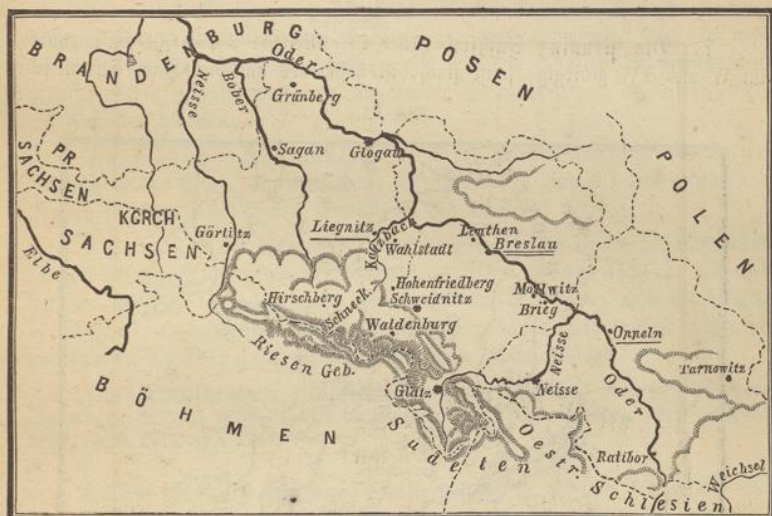 BRANDENBURG
POSEN
POLEN
Neisse
Bober
Oder
Grünberg
Sagan
Glogau
PR.
SACHSEN
KGRCH
SACHSEN
Görlitz
Elbe
Liegnitz
Katzbach
Wahlstadt
Leuthen
Breslau
Hohenfriedberg
Hirschberg
Schneek.
Schweidnitz
Mollwitz
Brieg
Waldenburg
Oppeln
Riesen Geb.
Neisse
Tarnowitz
BÖHMEN
Glatz
Neisse
Oder
Sudeten
Ratibor
Oestr. Schlesien
Weichsel